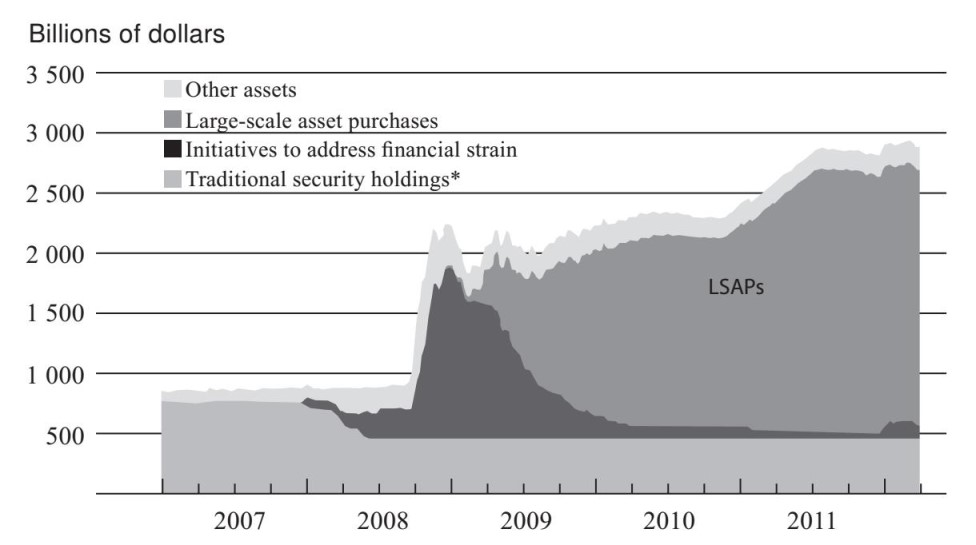 Billions of dollars
3 500
Other assets
Large-scale asset purchases
3 000
Initiatives to address financial strain
Traditional security holdings*
2 500
2 000
LSAPs
1 500
1 000
500
2007 2008 2009 2010 2011